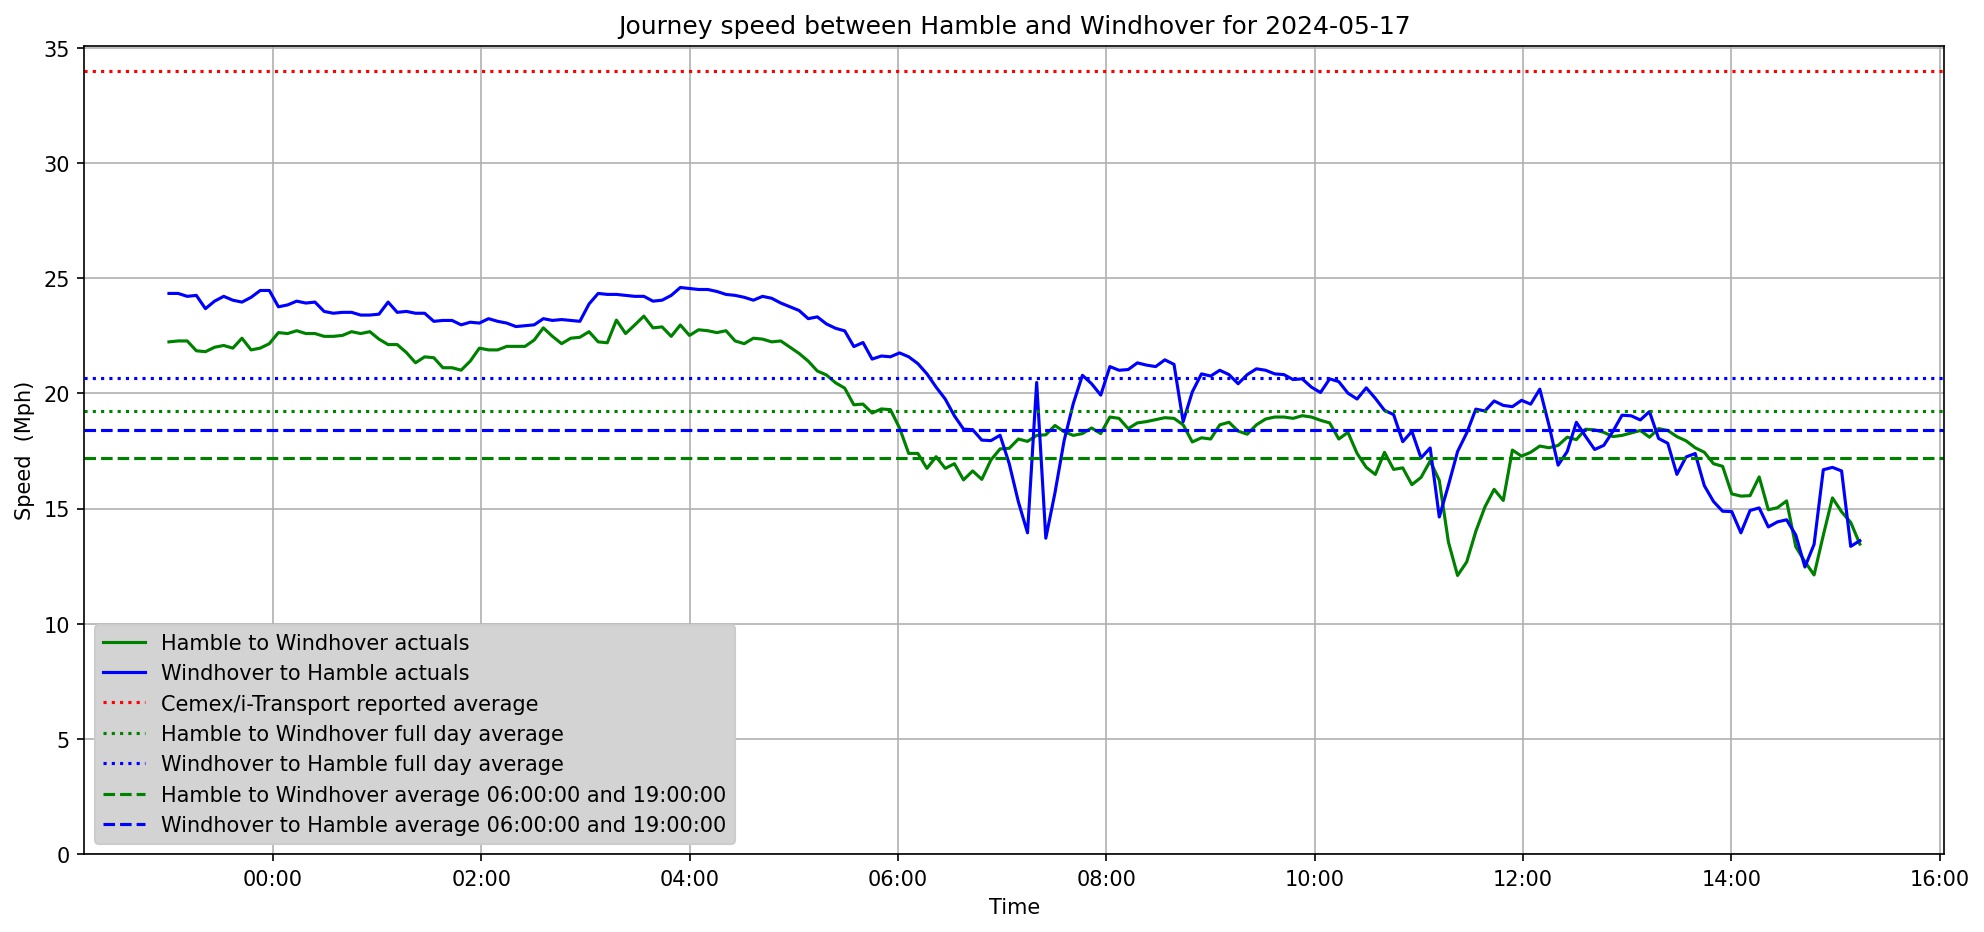 Journey speed between Hamble and Windhover for 2024-05-17
35
30
25
20
15
10
5
0
Speed (Mph)
Hamble to Windhover actuals
Windhover to Hamble actuals
Cemex/i-Transport reported average
Hamble to Windhover full day average
Windhover to Hamble full day average
Hamble to Windhover average 06:00:00 and 19:00:00
Windhover to Hamble average 06:00:00 and 19:00:00
00:00 02:00 04:00 06:00 08:00 10:00 12:00 14:00 16:00
Time